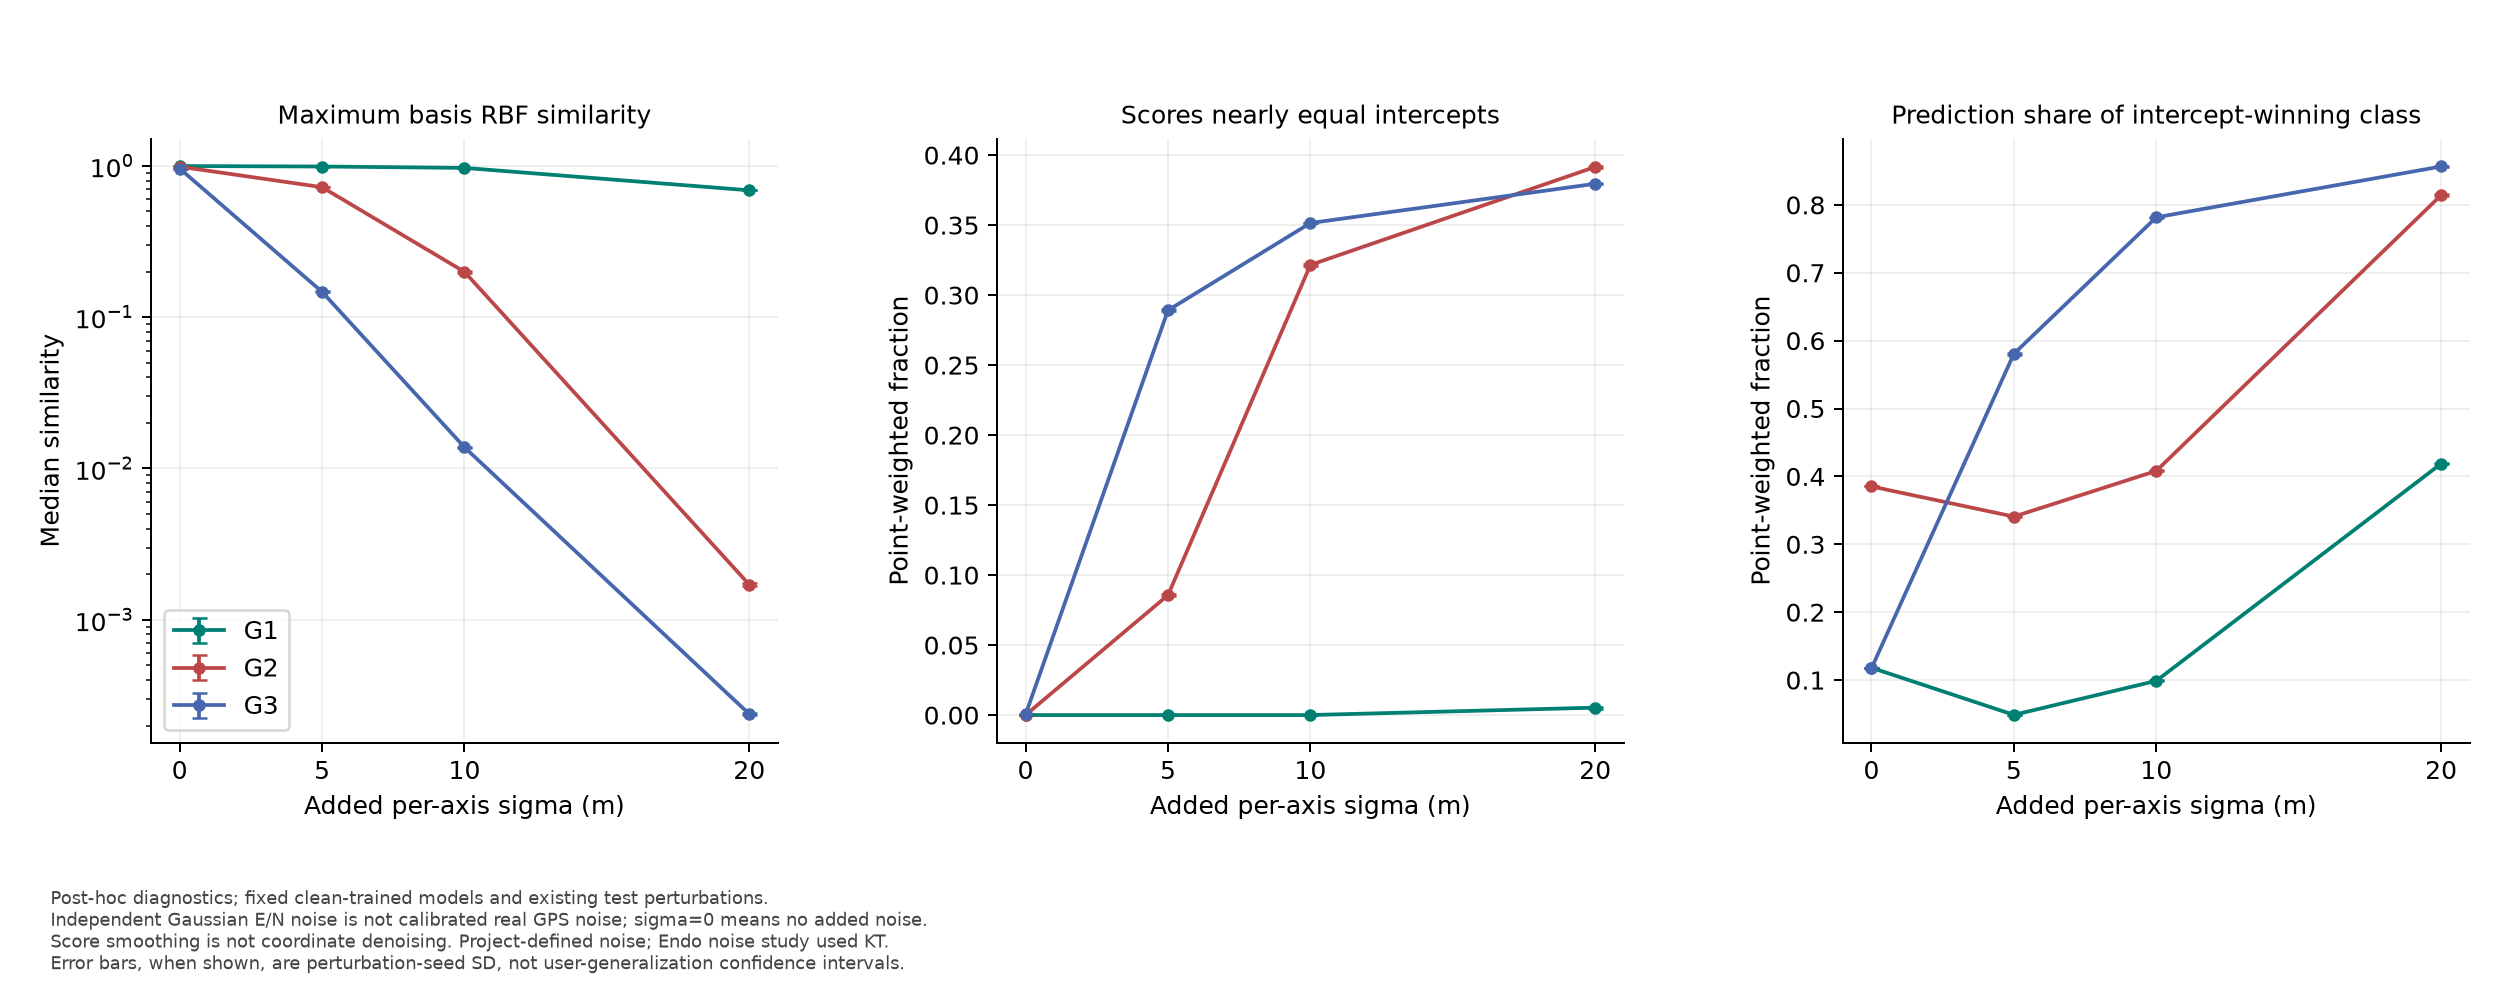 Maximum basis RBF similarity
Median similarity
10⁰
10⁻¹
10⁻²
10⁻³
G1
G2
G3
0 5 10 20
Added per-axis sigma (m)
Scores nearly equal intercepts
Point-weighted fraction
0.40
0.35
0.30
0.25
0.20
0.15
0.10
0.05
0.00
0 5 10 20
Added per-axis sigma (m)
Prediction share of intercept-winning class
Point-weighted fraction
0.8
0.7
0.6
0.5
0.4
0.3
0.2
0.1
0 5 10 20
Added per-axis sigma (m)
Post-hoc diagnostics; fixed clean-trained models and existing test perturbations.
Independent Gaussian E/N noise is not calibrated real GPS noise; sigma=0 means no added noise.
Score smoothing is not coordinate denoising. Project-defined noise; Endo noise study used KT.
Error bars, when shown, are perturbation-seed SD, not user-generalization confidence intervals.